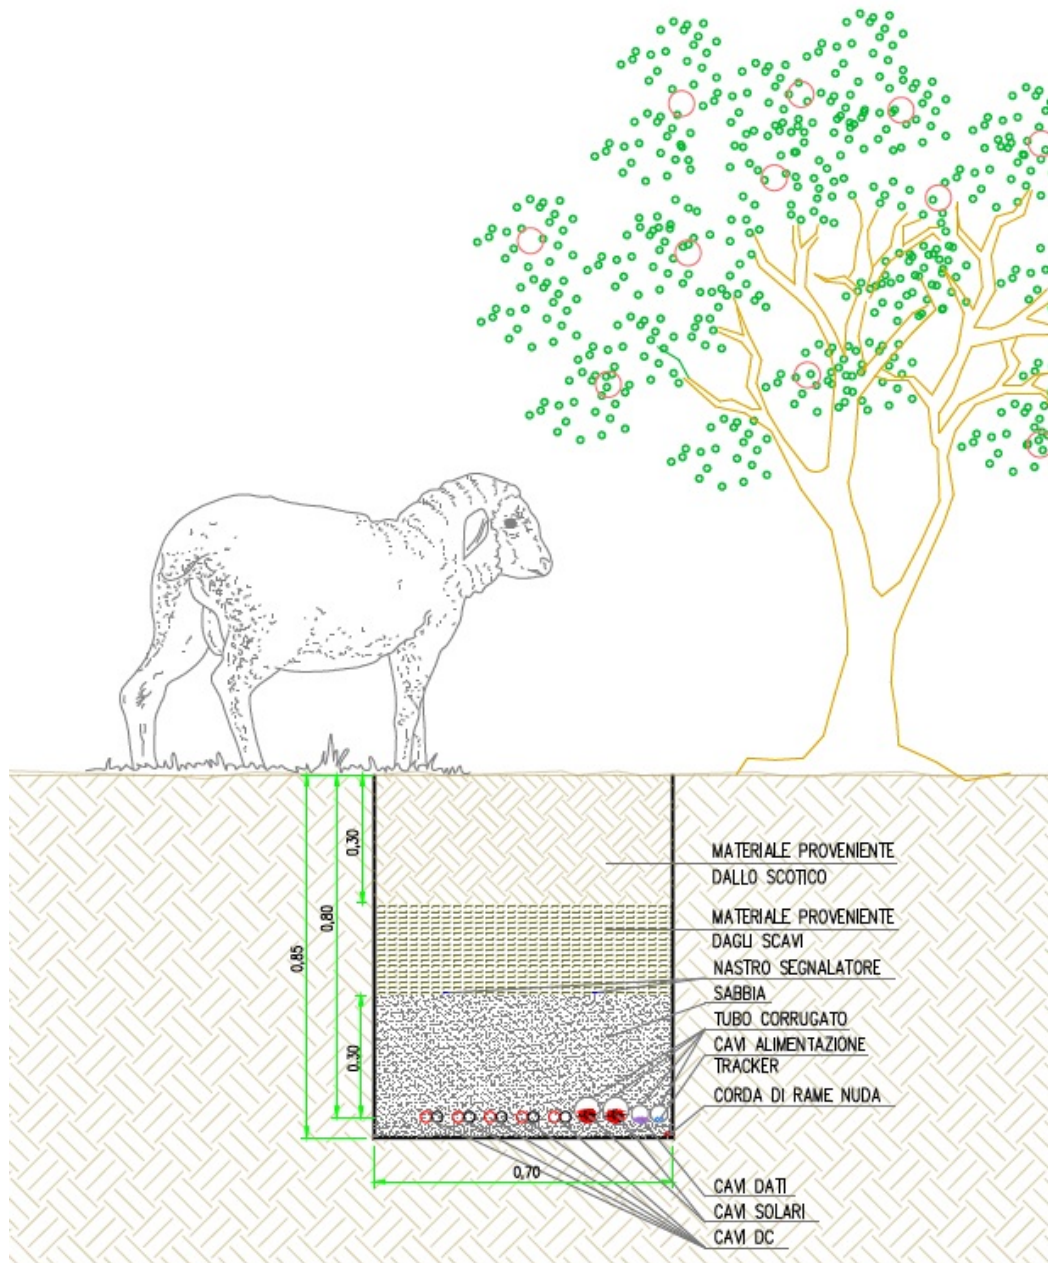 0,30
0,80
0,85
0.30
0,70
MATERIALE PROVENIENTE
DALLO SCOTICO
MATERIALE PROVENIENTE
DAGLI SCAVI
NASTRO SEGNALATORE
SABBIA
TUBO CORRUGATO
CAVI ALIMENTAZIONE
TRACKER
CORDA DI RAME NUDA
CAVI DATI
CAVI SOLARI
CAVI DC